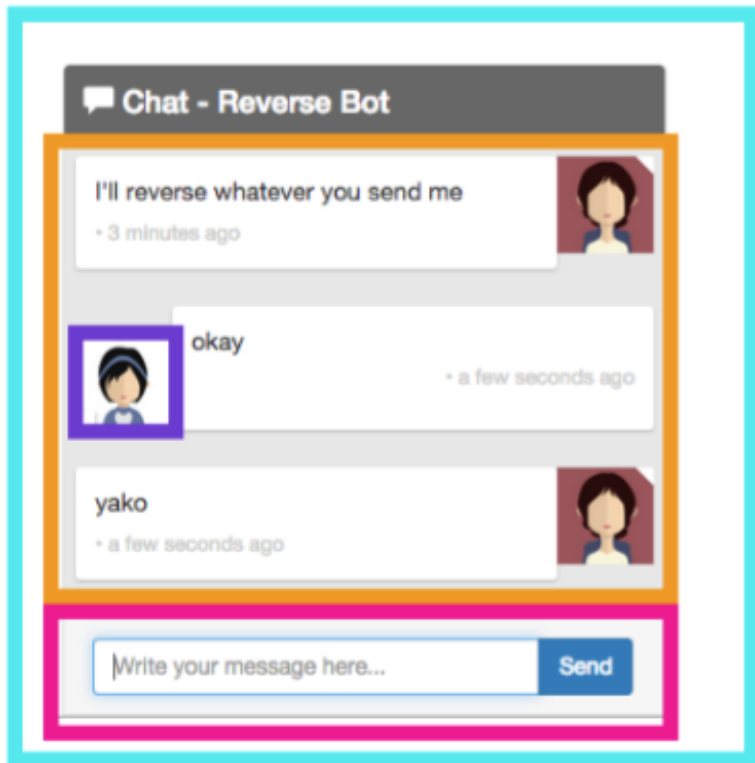 Chat - Reverse Bot
I'll reverse whatever you send me
• 3 minutes ago
okay
• a few seconds ago
yako
• a few seconds ago
Write your message here...
Send